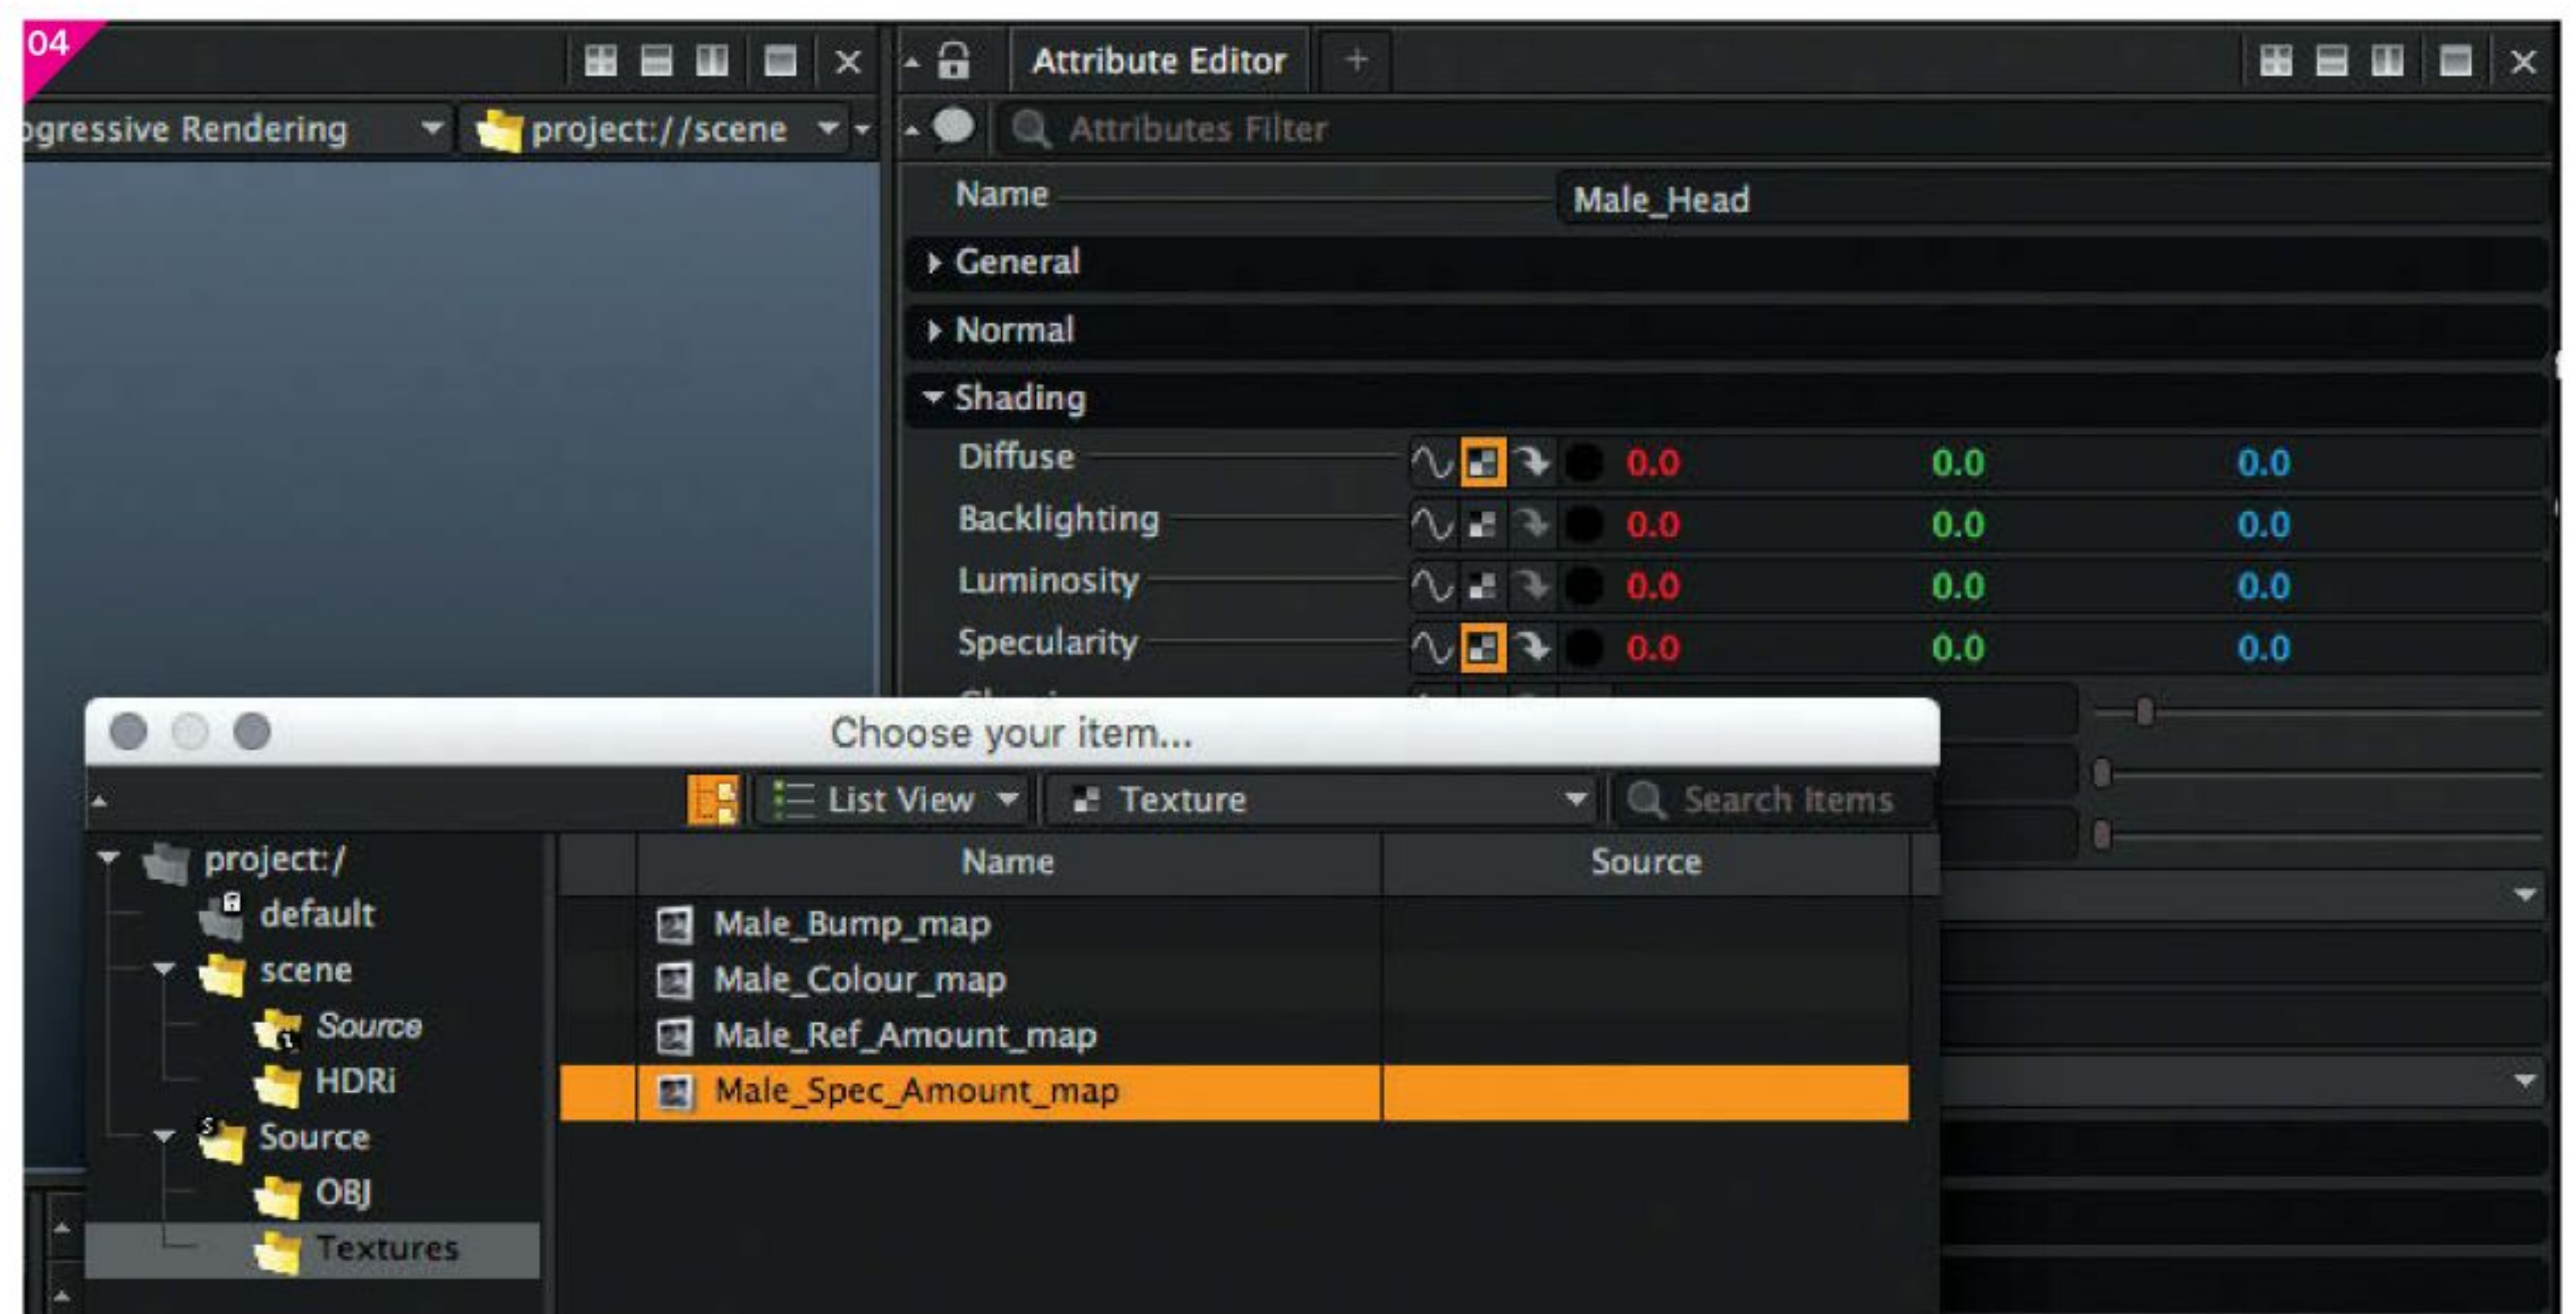 04
Attribute Editor
Progressive Rendering
project://scene
Attributes Filter
Name
Male_Head
General
Normal
Shading
Diffuse 0.0 0.0 0.0
Backlighting 0.0 0.0 0.0
Luminosity 0.0 0.0 0.0
Specularity 0.0 0.0 0.0
Choose your item...
List View
Texture
Search Items
project:/
default
scene
Source
HDRi
Source
OBJ
Textures
Name
Source
Male_Bump_map
Male_Colour_map
Male_Ref_Amount_map
Male_Spec_Amount_map